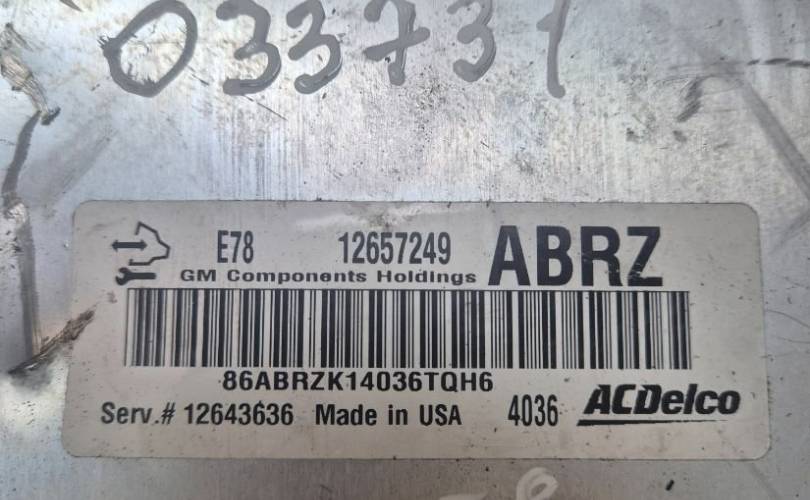 033731
E78 12657249 ABRZ
GM Components Holdings
86ABRZK14036TQH6
Serv.# 12643636 Made in USA 4036 ACDelco